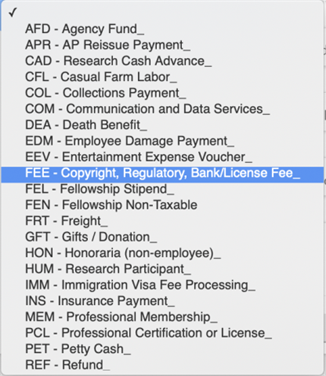 ✓
AFD - Agency Fund_
APR - AP Reissue Payment_
CAD - Research Cash Advance_
CFL - Casual Farm Labor_
COL - Collections Payment_
COM - Communication and Data Services_
DEA - Death Benefit_
EDM - Employee Damage Payment_
EEV - Entertainment Expense Voucher_
FEE - Copyright, Regulatory, Bank/License Fee_
FEL - Fellowship Stipend_
FEN - Fellowship Non-Taxable
FRT - Freight_
GFT - Gifts / Donation_
HON - Honoraria (non-employee)_
HUM - Research Participant_
IMM - Immigration Visa Fee Processing_
INS - Insurance Payment_
MEM - Professional Membership_
PCL - Professional Certification or License_
PET - Petty Cash_
REF - Refund_